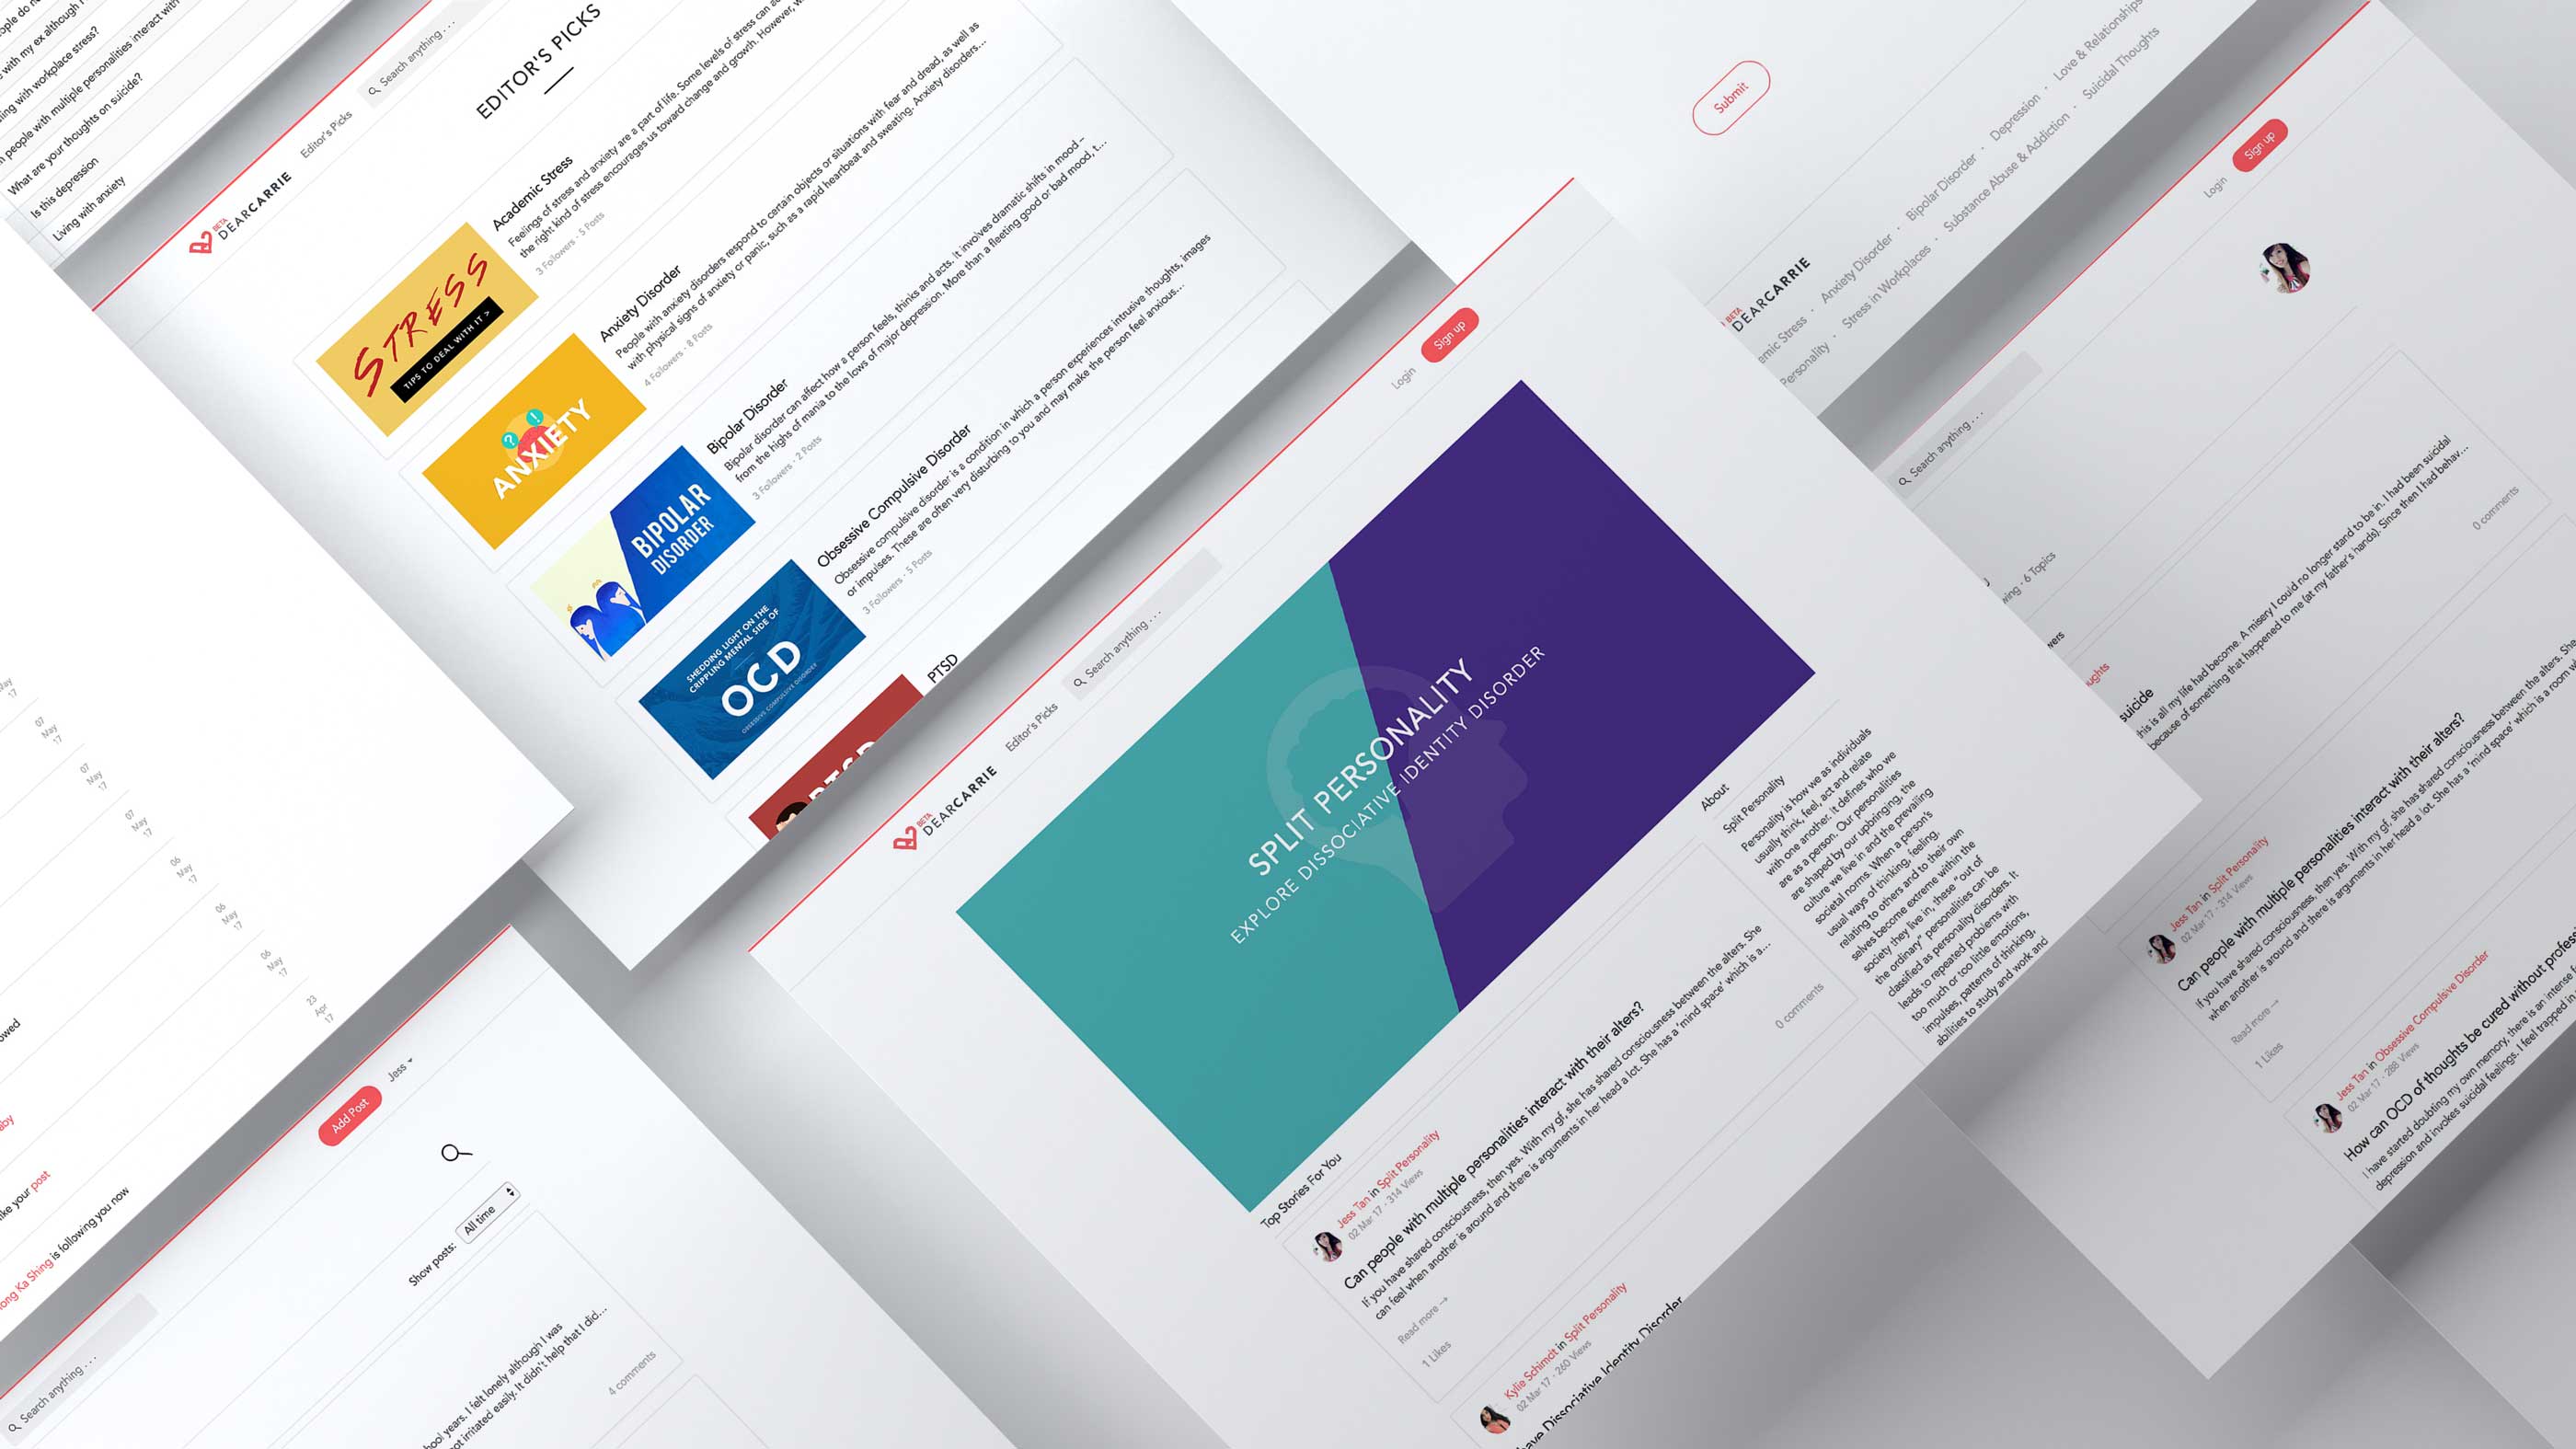 with my ex although I
with workplace stress?
people with multiple personalities interact with
What are your thoughts on suicide?
Is this depression
Living with anxiety
07 May 17
07 May 17
07 May 17
06 May 17
06 May 17
06 May 17
23 Apr 17
your post
Ka Shing is following you now
BETA
DEARCARRIE
Editor's Picks
Search anything . . .
EDITOR'S PICKS
STRESS
TIPS TO DEAL WITH IT >
Academic Stress
Feelings of stress and anxiety are a part of life. Some levels of stress can
the right kind of stress encourages us toward change and growth. However,
3 Followers · 5 Posts
ANXIETY
Anxiety Disorder
People with anxiety disorders respond to certain objects or situations with fear and dread, as well as
with physical signs of anxiety or panic, such as a rapid heartbeat and sweating. Anxiety disorders...
4 Followers · 8 Posts
BIPOLAR
DISORDER
Bipolar Disorder
Bipolar disorder can affect how a person feels, thinks and acts. It involves dramatic shifts in mood –
from the highs of mania to the lows of major depression. More than a fleeting good or bad mood, t...
3 Followers · 2 Posts
SHEDDING LIGHT ON THE
CRIPPLING MENTAL SIDE OF
OCD
OBSESSIVE COMPULSIVE DISORDER
Obsessive Compulsive Disorder
Obsessive compulsive disorder is a condition in which a person experiences intrusive thoughts, images
or impulses. These are often very disturbing to you and may make the person feel anxious...
3 Followers · 5 Posts
PTSD
PTSD
Search anything . . .
Add Post
Jess
Show posts: All time
years. I felt lonely although I was
irritated easily. It didn't help that I did...
4 comments
BETA
DEARCARRIE
Editor's Picks
Search anything . . .
Login
Sign up
SPLIT PERSONALITY
EXPLORE DISSOCIATIVE IDENTITY DISORDER
Top Stories For You
Jess Tan in Split Personality
02 Mar 17 · 314 Views
Can people with multiple personalities interact with their alters?
If you have shared consciousness, then yes. With my gf, she has shared consciousness between the alters. She
can feel when another is around and there is arguments in her head a lot. She has a 'mind space' which is a...
Read more →
1 Likes
0 comments
Kylie Schimdt in Split Personality
02 Mar 17 · 260 Views
Dissociative Identity Disorder
About
Split Personality
Personality is how we as individuals
usually think, feel, act and relate
with one another. It defines who we
are as a person. Our personalities
are shaped by our upbringing, the
culture we live in and the prevailing
societal norms. When a person's
usual ways of thinking, feeling,
relating to others and to their own
selves become extreme within the
society they live in, these "out of
the ordinary" personalities can be
classified as personality disorders. It
leads to repeated problems with
too much or too little emotions,
impulses, patterns of thinking,
abilities to study and work and
Submit
BETA
DEARCARRIE
Stress · Anxiety Disorder · Bipolar Disorder · Depression · Love & Relationships
Personality · Stress in Workplaces · Substance Abuse & Addiction · Suicidal Thoughts
Login
Sign up
Search anything . . .
6 Topics
suicide
this is all my life had become. A misery I could no longer stand to be in. I had been suicidal
because of something that happened to me (at my father's hands). Since then I had behav...
0 comments
Jess Tan in Split Personality
02 Mar 17 · 314 Views
Can people with multiple personalities interact with their alters?
If you have shared consciousness, then yes. With my gf, she has shared consciousness between the alters. She
when another is around and there is arguments in her head a lot. She has a 'mind space' which is a room
Read more →
1 Likes
Jess Tan in Obsessive Compulsive Disorder
02 Mar 17 · 288 Views
How can OCD of thoughts be cured without
I have started doubting my own memory, there is an intense
depression and invokes suicidal feelings. I feel trapped